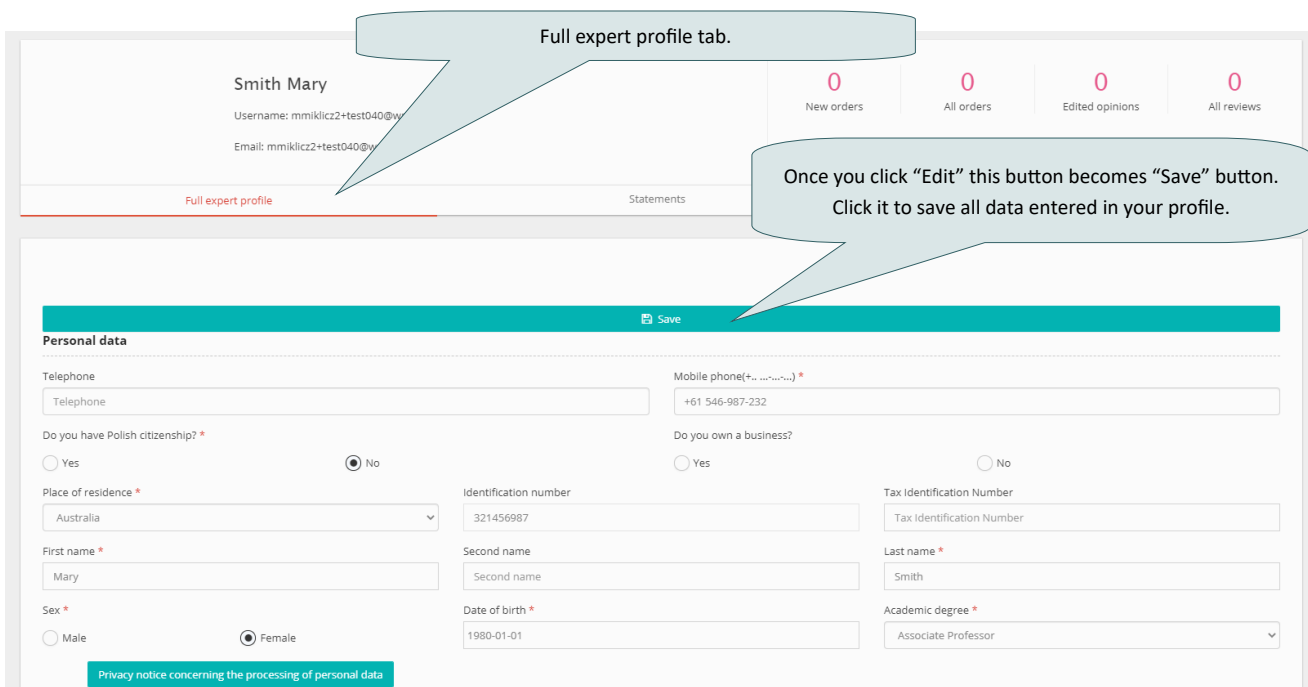 Full expert profile tab.
Smith Mary
Username: mmiklicz2+test040@w
Email: mmiklicz2+test040@w
0 0 0 0
New orders All orders Edited opinions All reviews
Once you click “Edit” this button becomes “Save” button.
Click it to save all data entered in your profile.
Full expert profile Statements
Save
Personal data
Telephone Mobile phone(+.. ...-...-...) *
Telephone +61 546-987-232
Do you have Polish citizenship? * Do you own a business?
Yes No Yes No
Place of residence * Identification number Tax Identification Number
Australia 321456987 Tax Identification Number
First name * Second name Last name *
Mary Second name Smith
Sex * Date of birth * Academic degree *
Male Female 1980-01-01 Associate Professor
Privacy notice concerning the processing of personal data